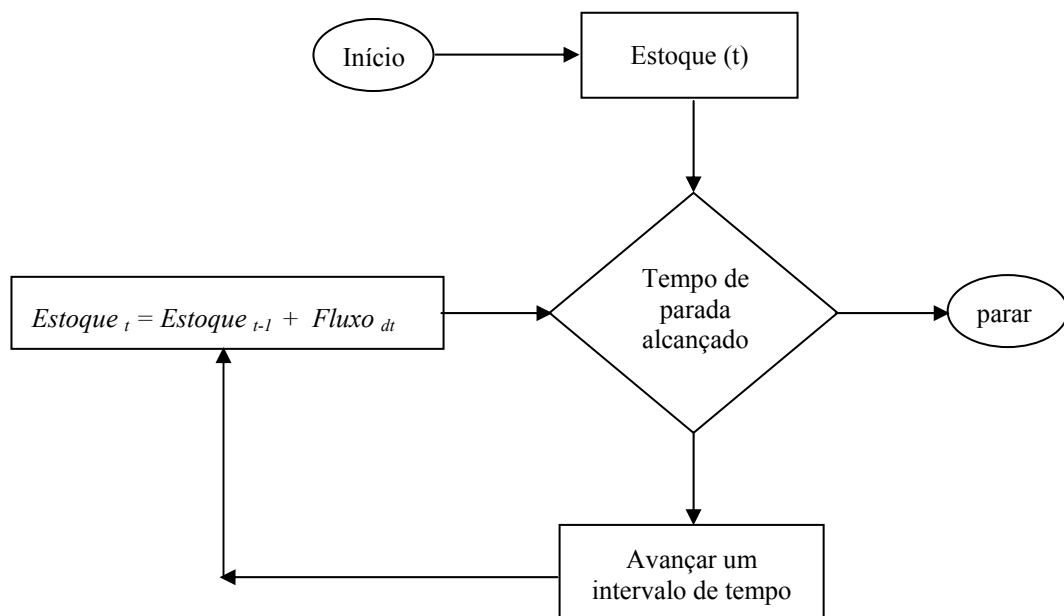 Início
Estoque (t)
Tempo de
parada
alcançado
Estoque t = Estoque t-1 + Fluxo dt
parar
Avançar um
intervalo de tempo